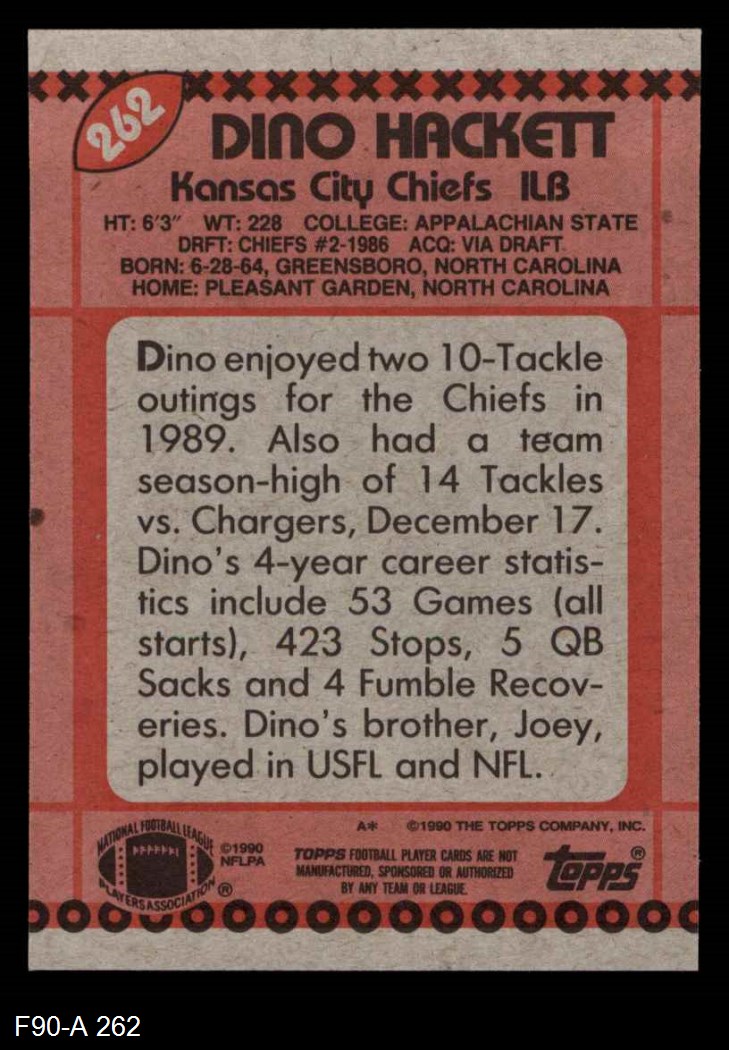 262
DINO HACKETT
Kansas City Chiefs ILB
HT: 6'3" WT: 228 COLLEGE: APPALACHIAN STATE
DRFT: CHIEFS #2-1986 ACQ: VIA DRAFT
BORN: 6-28-64, GREENSBORO, NORTH CAROLINA
HOME: PLEASANT GARDEN, NORTH CAROLINA
Dino enjoyed two 10-Tackle
outings for the Chiefs in
1989. Also had a team
season-high of 14 Tackles
vs. Chargers, December 17.
Dino's 4-year career statis-
tics include 53 Games (all
starts), 423 Stops, 5 QB
Sacks and 4 Fumble Recov-
eries. Dino's brother, Joey,
played in USFL and NFL.
NATIONAL FOOTBALL LEAGUE
PLAYERS ASSOCIATION ®
©1990
NFLPA
A* ©1990 THE TOPPS COMPANY, INC.
TOPPS FOOTBALL PLAYER CARDS ARE NOT
MANUFACTURED, SPONSORED OR AUTHORIZED
BY ANY TEAM OR LEAGUE.
Topps®
F90-A 262